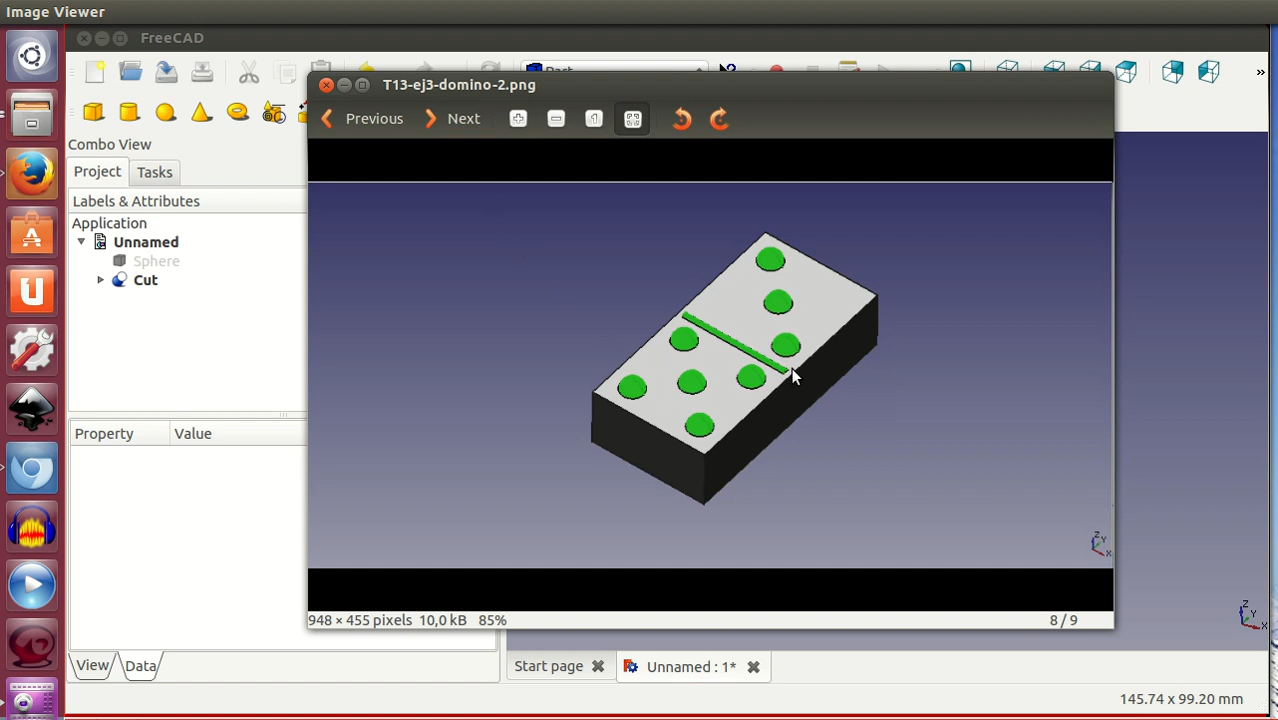 Image Viewer
FreeCAD
T13-ej3-domino-2.png
Previous Next
Combo View
Project Tasks
Labels & Attributes
Application
Unnamed
Sphere
Cut
Property Value
948 × 455 pixels 10,0 kB 85% 8 / 9
View Data
Start page Unnamed : 1*
145.74 x 99.20 mm